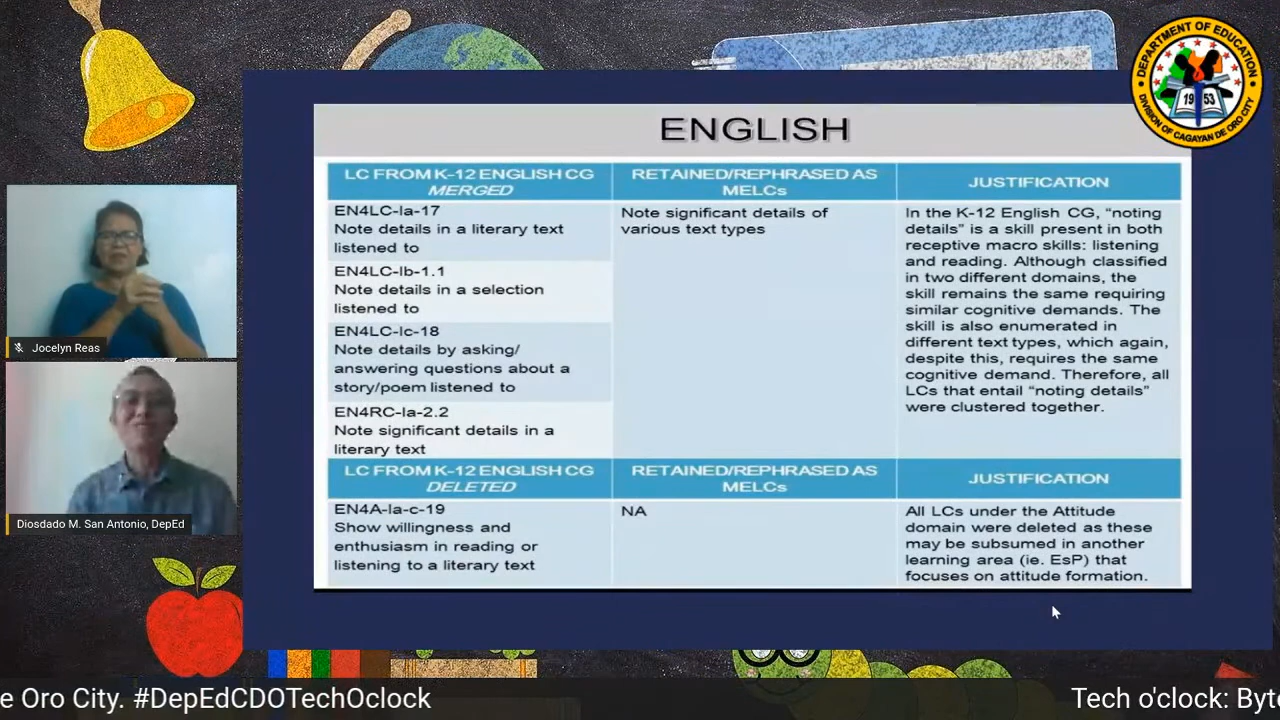 ENGLISH
LC FROM K-12 ENGLISH CG
MERGED
RETAINED/REPHRASED AS
MELCs
JUSTIFICATION
EN4LC-Ia-17
Note details in a literary text
listened to
EN4LC-Ib-1.1
Note details in a selection
listened to
EN4LC-Ic-18
Note details by asking/
answering questions about a
story/poem listened to
EN4RC-Ia-2.2
Note significant details in a
literary text
Note significant details of
various text types
In the K-12 English CG, “noting
details” is a skill present in both
receptive macro skills: listening
and reading. Although classified
in two different domains, the
skill remains the same requiring
similar cognitive demands. The
skill is also enumerated in
different text types, which again,
despite this, requires the same
cognitive demand. Therefore, all
LCs that entail “noting details”
were clustered together.
LC FROM K-12 ENGLISH CG
DELETED
RETAINED/REPHRASED AS
MELCs
JUSTIFICATION
EN4A-Ia-c-19
Show willingness and
enthusiasm in reading or
listening to a literary text
NA
All LCs under the Attitude
domain were deleted as these
may be subsumed in another
learning area (ie. EsP) that
focuses on attitude formation.
DEPARTMENT OF EDUCATION
1953
DIVISION OF CAGAYAN DE ORO CITY
Jocelyn Reas
Diosdado M. San Antonio, DepEd
e Oro City. #DepEdCDOTechOclock
Tech o'clock: Byte